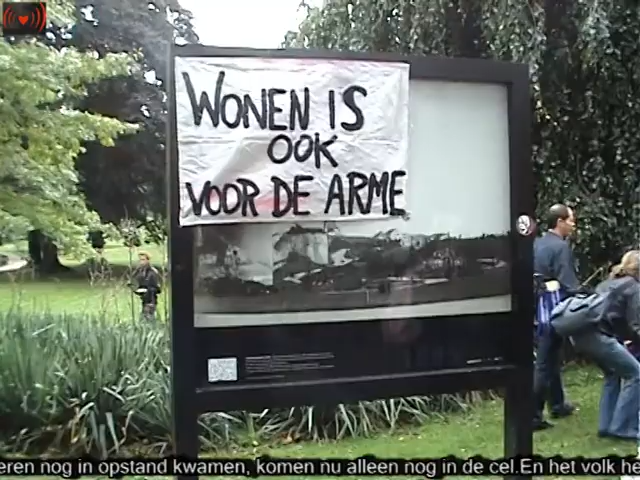 WONEN IS
OOK
VOOR DE ARME
eren nog in opstand kwamen, komen nu alleen nog in de cel.En het volk he